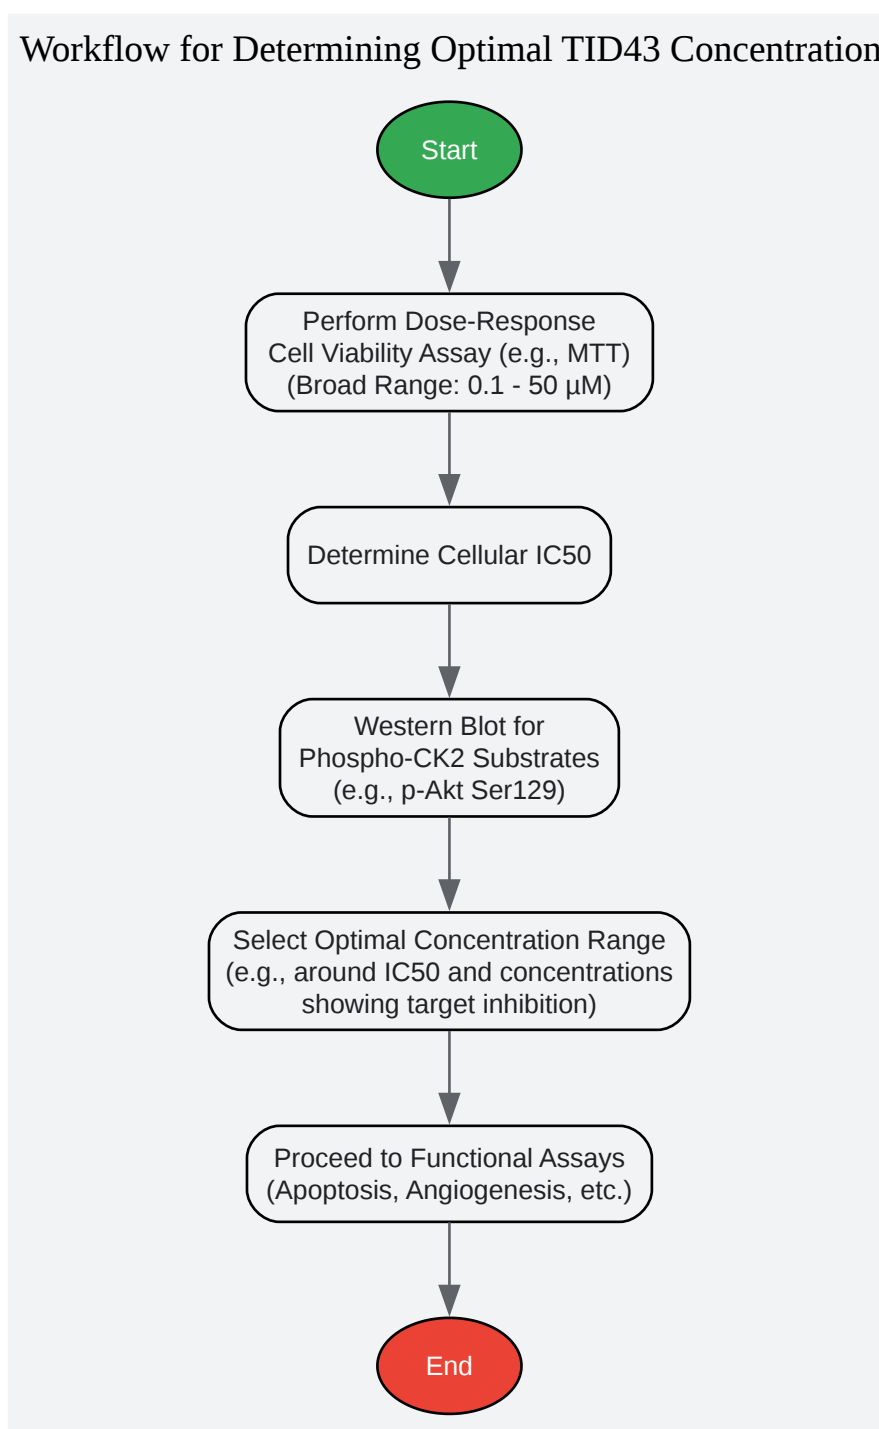 Workflow for Determining Optimal TID43 Concentration
Start
Perform Dose-Response
Cell Viability Assay (e.g., MTT)
(Broad Range: 0.1 - 50 µM)
Determine Cellular IC50
Western Blot for
Phospho-CK2 Substrates
(e.g., p-Akt Ser129)
Select Optimal Concentration Range
(e.g., around IC50 and concentrations
showing target inhibition)
Proceed to Functional Assays
(Apoptosis, Angiogenesis, etc.)
End